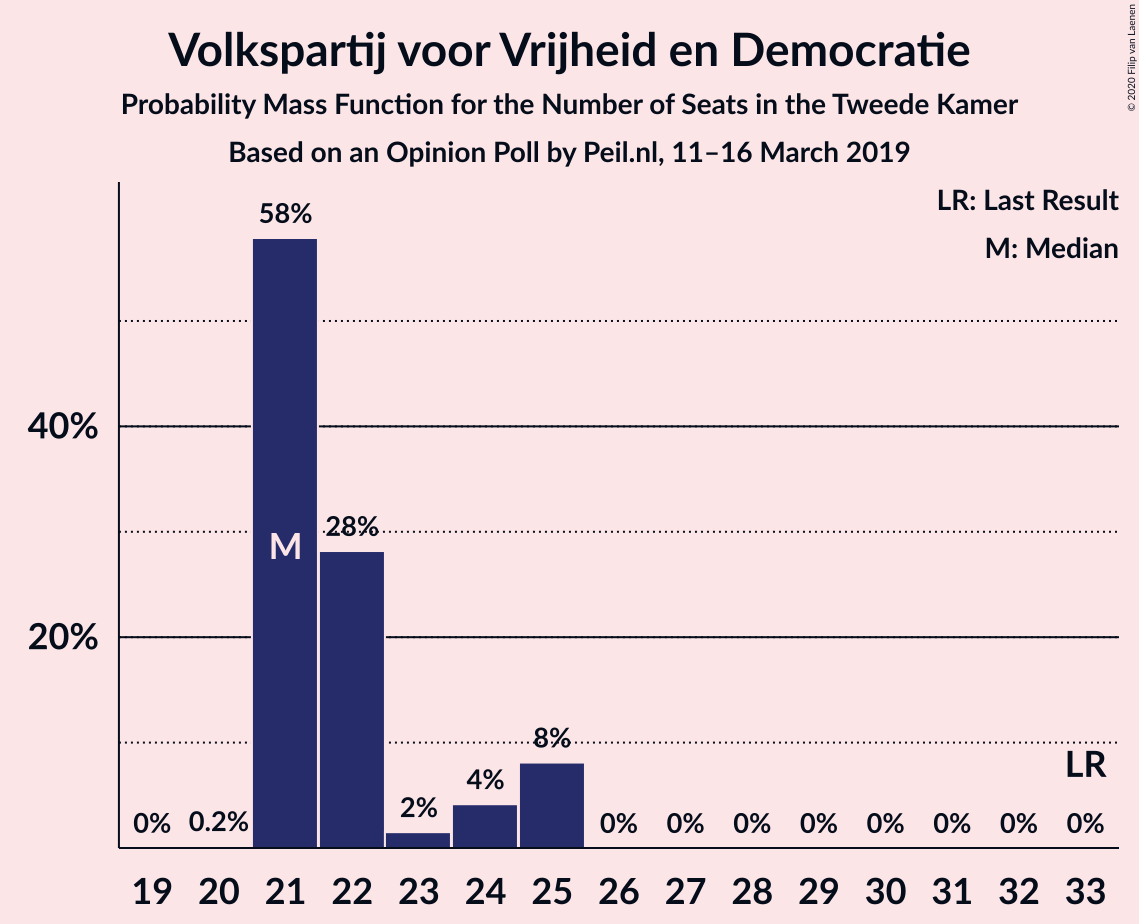 Volkspartij voor Vrijheid en Democratie
Probability Mass Function for the Number of Seats in the Tweede Kamer
Based on an Opinion Poll by Peil.nl, 11–16 March 2019
© 2020 Filip van Laenen
LR: Last Result
M: Median
58%
40%
28%
M
20%
8%
LR
4%
2%
0% 0.2% 0% 0% 0% 0% 0% 0% 0% 0%
19 20 21 22 23 24 25 26 27 28 29 30 31 32 33